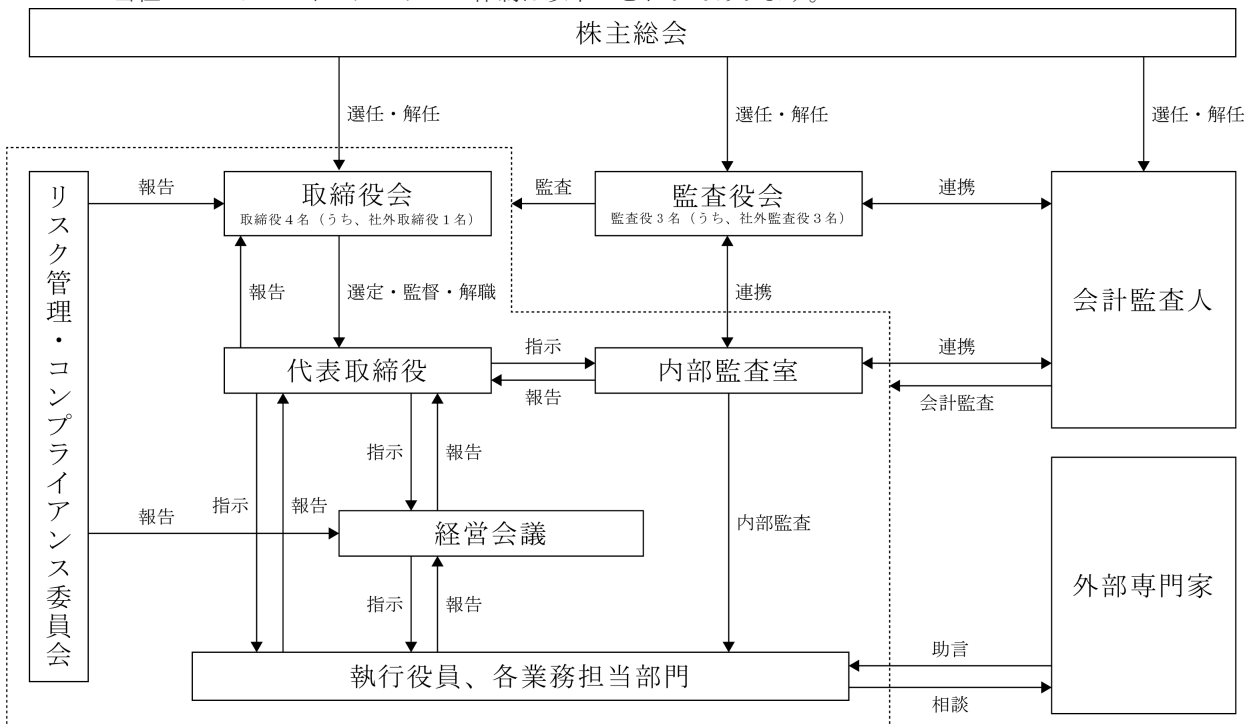 株主総会
選任・解任
選任・解任
選任・解任
リスク管理・コンプライアンス委員会
報告
取締役会
取締役4名（うち、社外取締役1名）
監査
監査役会
監査役3名（うち、社外監査役3名）
連携
会計監査人
報告
選定・監督・解職
連携
代表取締役
指示
報告
内部監査室
連携
会計監査
指示
報告
指示
報告
報告
経営会議
内部監査
外部専門家
指示
報告
執行役員、各業務担当部門
助言
相談